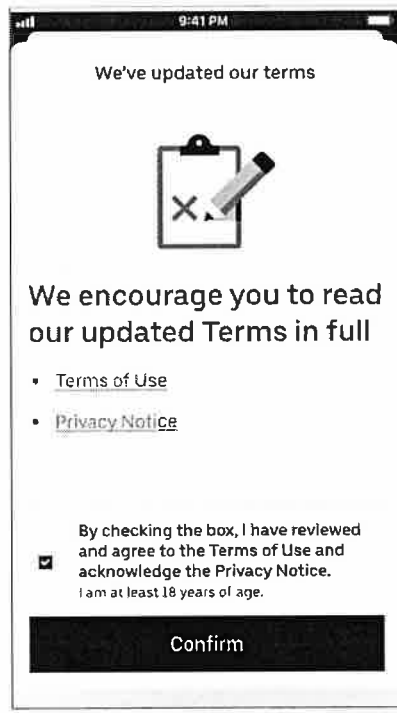 9:41 PM
We've updated our terms
We encourage you to read
our updated Terms in full
• Terms of Use
• Privacy Notice
By checking the box, I have reviewed
and agree to the Terms of Use and
acknowledge the Privacy Notice.
I am at least 18 years of age.
Confirm